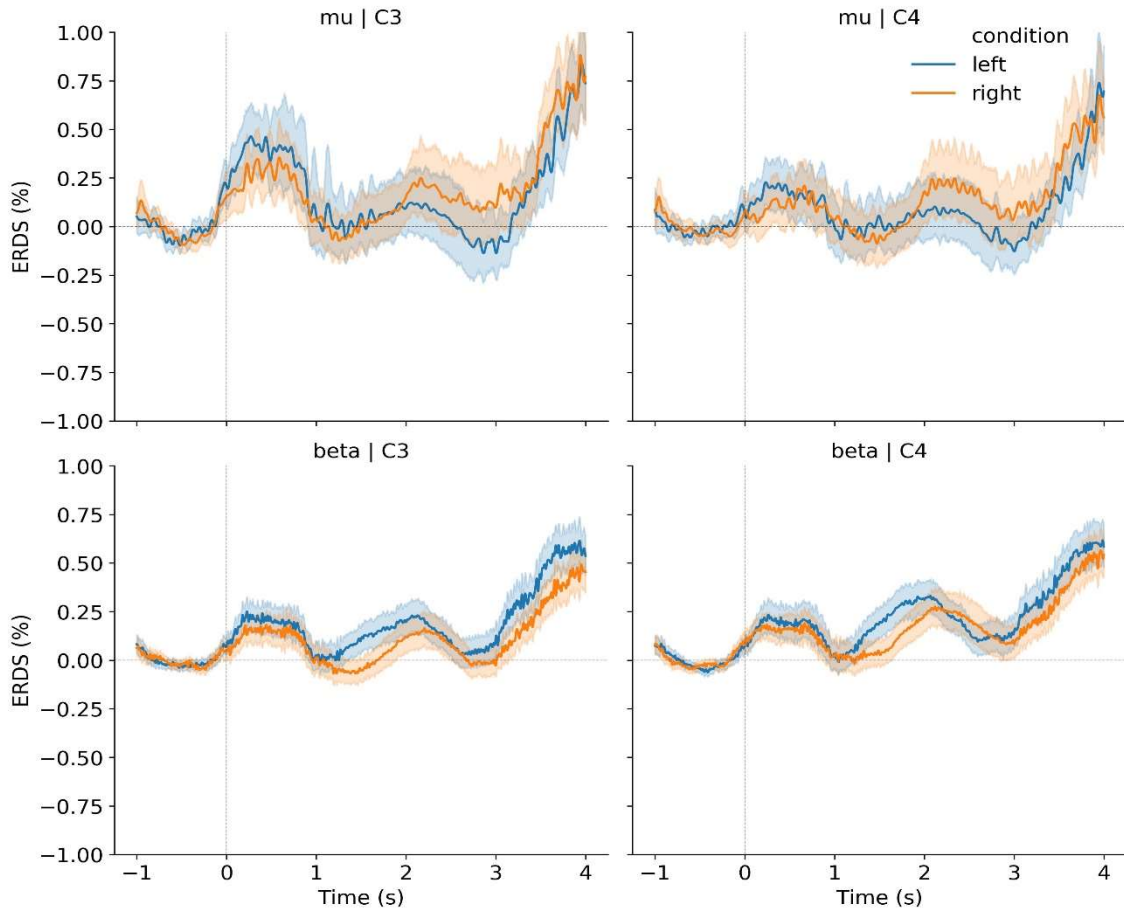 mu | C3
mu | C4
condition
left
right
ERDS (%)
1.00
0.75
0.50
0.25
0.00
−0.25
−0.50
−0.75
−1.00
beta | C3
beta | C4
ERDS (%)
1.00
0.75
0.50
0.25
0.00
−0.25
−0.50
−0.75
−1.00
−1 0 1 2 3 4
−1 0 1 2 3 4
Time (s)
Time (s)